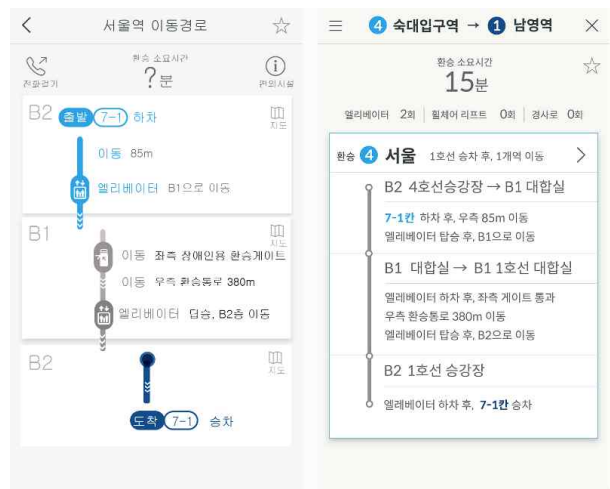 서울역 이동경로
전화걸기
환승 소요시간
?분
편의시설
B2 출발 7-1 하차
지도
이동 85m
엘리베이터 B1으로 이동
B1
지도
이동 좌측 장애인용 환승게이트
이동 우측 환승통로 380m
엘리베이터 탑승, B2층 이동
B2
지도
도착 7-1 승차
4 숙대입구역 → 1 남영역
환승 소요시간
15분
엘리베이터 2회 휠체어 리프트 0회 경사로 0회
환승 4 서울 1호선 승차 후, 1개역 이동
B2 4호선승강장 → B1 대합실
7-1칸 하차 후, 우측 85m 이동
엘레베이터 탑승 후, B1으로 이동
B1 대합실 → B1 1호선 대합실
엘레베이터 하차 후, 좌측 게이트 통과
우측 환승통로 380m 이동
엘레베이터 탑승 후, B2으로 이동
B2 1호선 승강장
엘레베이터 하차 후, 7-1칸 승차